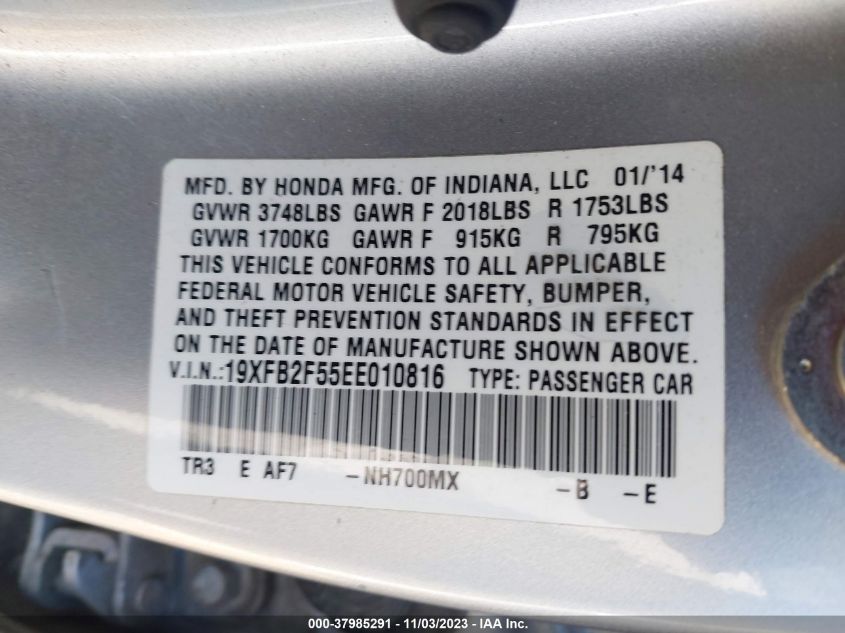 MFD. BY HONDA MFG. OF INDIANA, LLC 01/'14
GVWR 3748LBS GAWR F 2018LBS R 1753LBS
GVWR 1700KG GAWR F 915KG R 795KG
THIS VEHICLE CONFORMS TO ALL APPLICABLE
FEDERAL MOTOR VEHICLE SAFETY, BUMPER,
AND THEFT PREVENTION STANDARDS IN EFFECT
ON THE DATE OF MANUFACTURE SHOWN ABOVE.
V.I.N.:19XFB2F55EE010816 TYPE: PASSENGER CAR
TR3 E AF7 -NH700MX -B -E
000-37985291 - 11/03/2023 - IAA Inc.